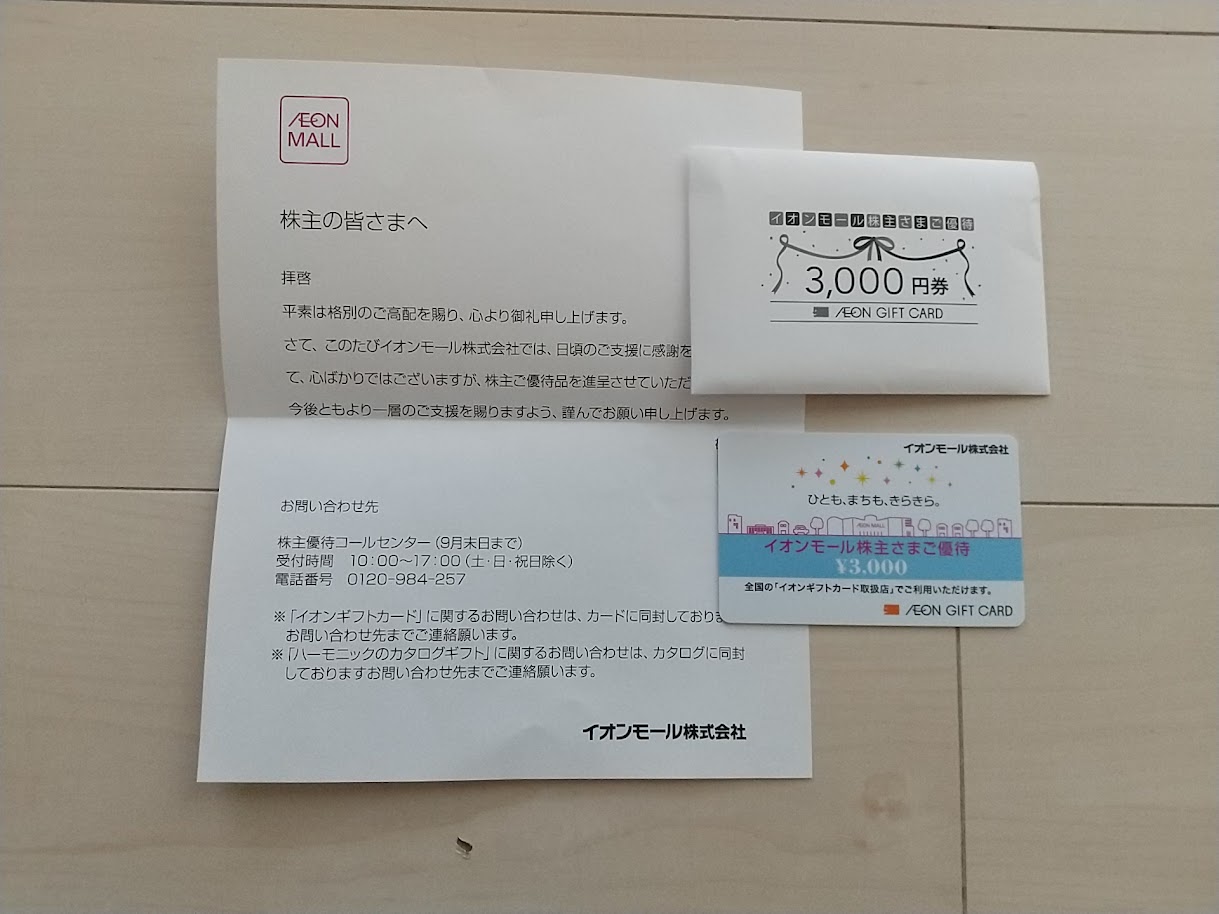 ÆON
MALL
株主の皆さまへ
拝啓
平素は格別のご高配を賜り、心より御礼申し上げます。
さて、このたびイオンモール株式会社では、日頃のご支援に感謝を
て、心ばかりではございますが、株主ご優待品を進呈させていただ
今後ともより一層のご支援を賜りますよう、謹んでお願い申し上げます。
お問い合わせ先
株主優待コールセンター（9月末日まで）
受付時間　10：00〜17：00（土・日・祝日除く）
電話番号　0120-984-257
※「イオンギフトカード」に関するお問い合わせは、カードに同封しておりま
お問い合わせ先までご連絡願います。
※「ハーモニックのカタログギフト」に関するお問い合わせは、カタログに同封
しておりますお問い合わせ先までご連絡願います。
イオンモール株式会社
イオンモール株主さまご優待
3,000円券
ÆON GIFT CARD
イオンモール株式会社
ひとも、まちも、きらきら。
ÆON MALL
イオンモール株主さまご優待
¥3,000
全国の「イオンギフトカード取扱店」でご利用いただけます。
ÆON GIFT CARD